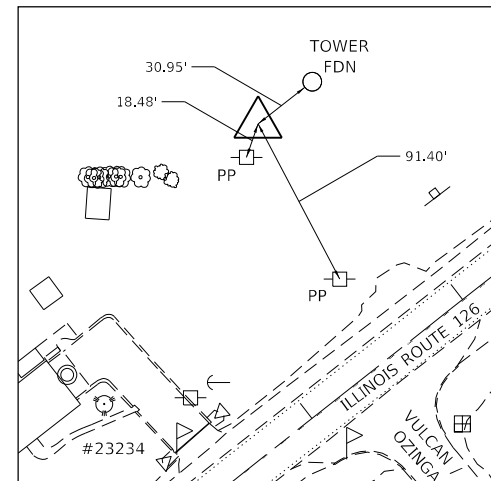 TOWER
FDN
30.95'
18.48'
91.40'
PP
PP
ILLINOIS ROUTE 126
#23234
VULCAN
OZINGA